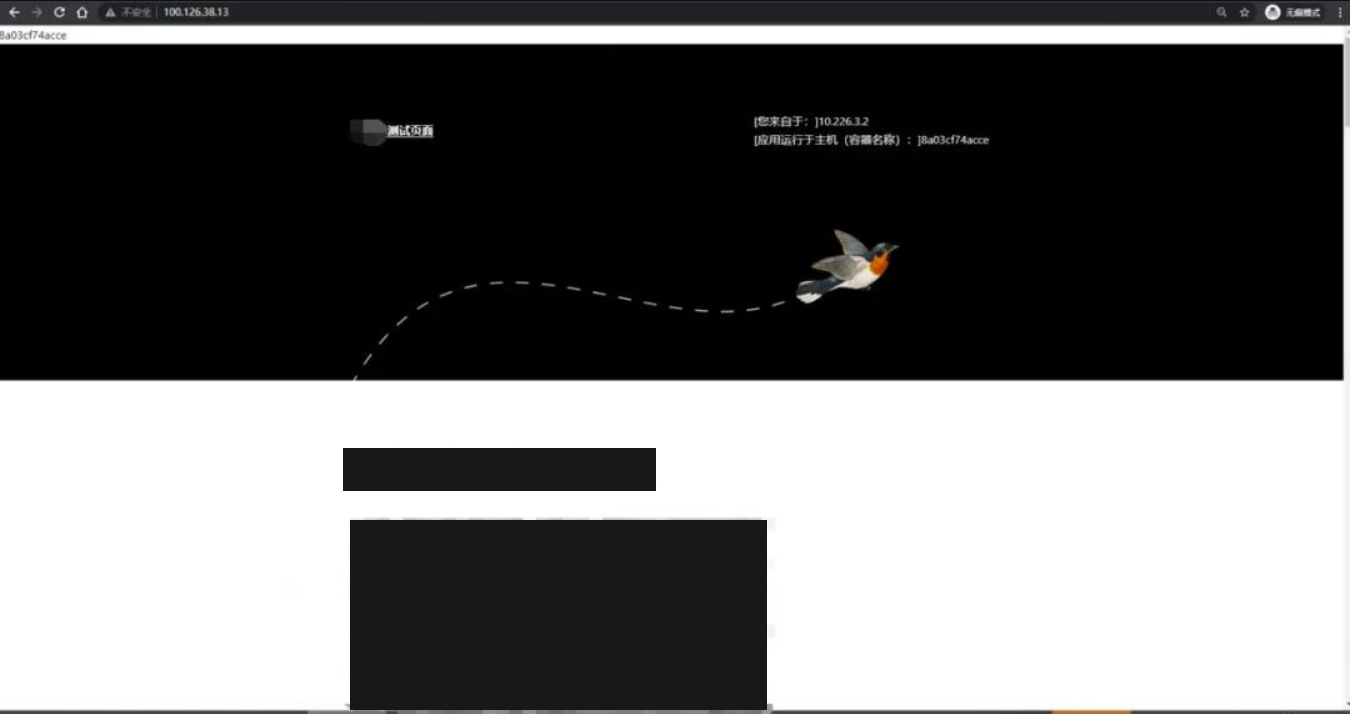 不安全 100.126.38.13 无痕模式
8a03cf74acce
测试页面
[您来自于：]10.226.3.2
[应用运行于主机（容器名称）：]8a03cf74acce